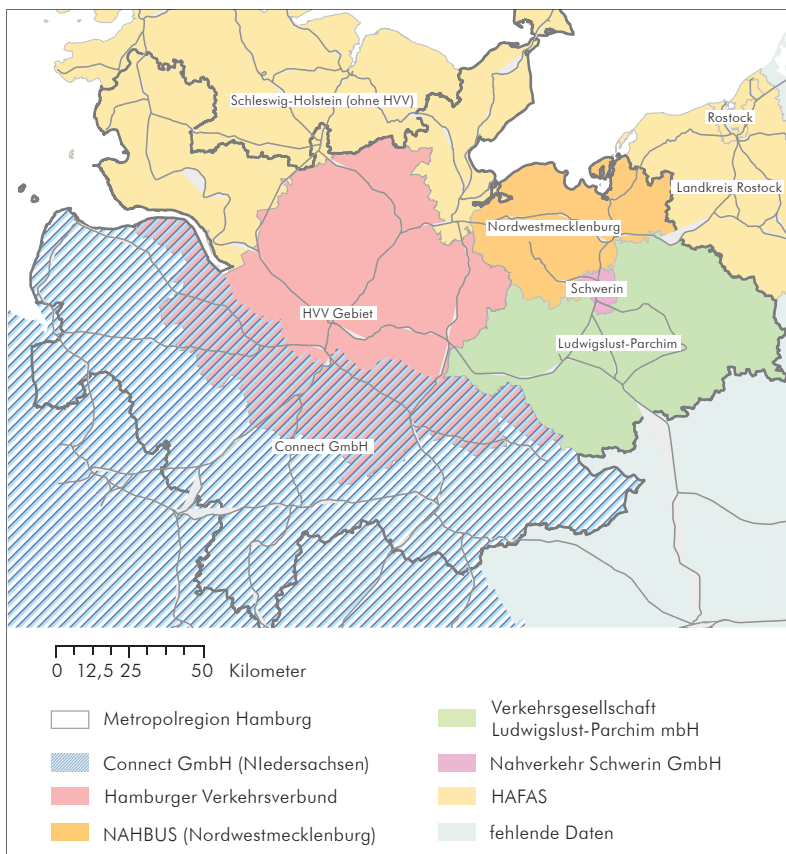 Schleswig-Holstein (ohne HVV)
Rostock
Landkreis Rostock
Nordwestmecklenburg
Schwerin
HVV Gebiet
Ludwigslust-Parchim
Connect GmbH
0 12,5 25 50 Kilometer
Metropolregion Hamburg
Connect GmbH (NIedersachsen)
Hamburger Verkehrsverbund
NAHBUS (Nordwestmecklenburg)
Verkehrsgesellschaft
Ludwigslust-Parchim mbH
Nahverkehr Schwerin GmbH
HAFAS
fehlende Daten